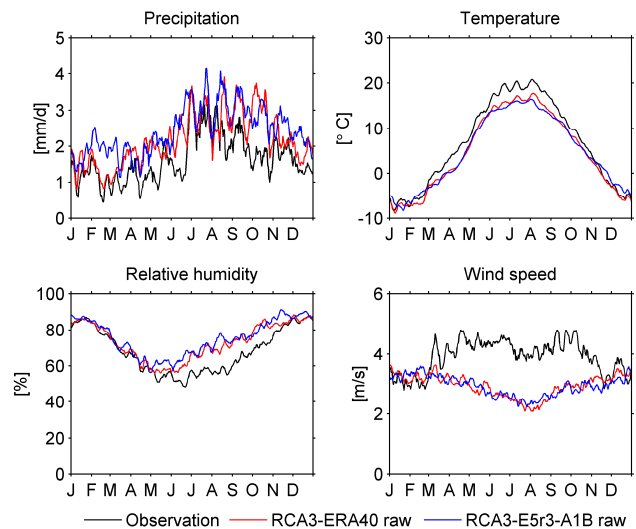 Precipitation
Temperature
[mm/d]
5
4
3
2
1
0
J F M A M J J A S O N D
[° C]
30
20
10
0
-10
J F M A M J J A S O N D
Relative humidity
Wind speed
[%]
100
80
60
40
20
0
J F M A M J J A S O N D
[m/s]
6
4
2
0
J F M A M J J A S O N D
Observation RCA3-ERA40 raw RCA3-E5r3-A1B raw